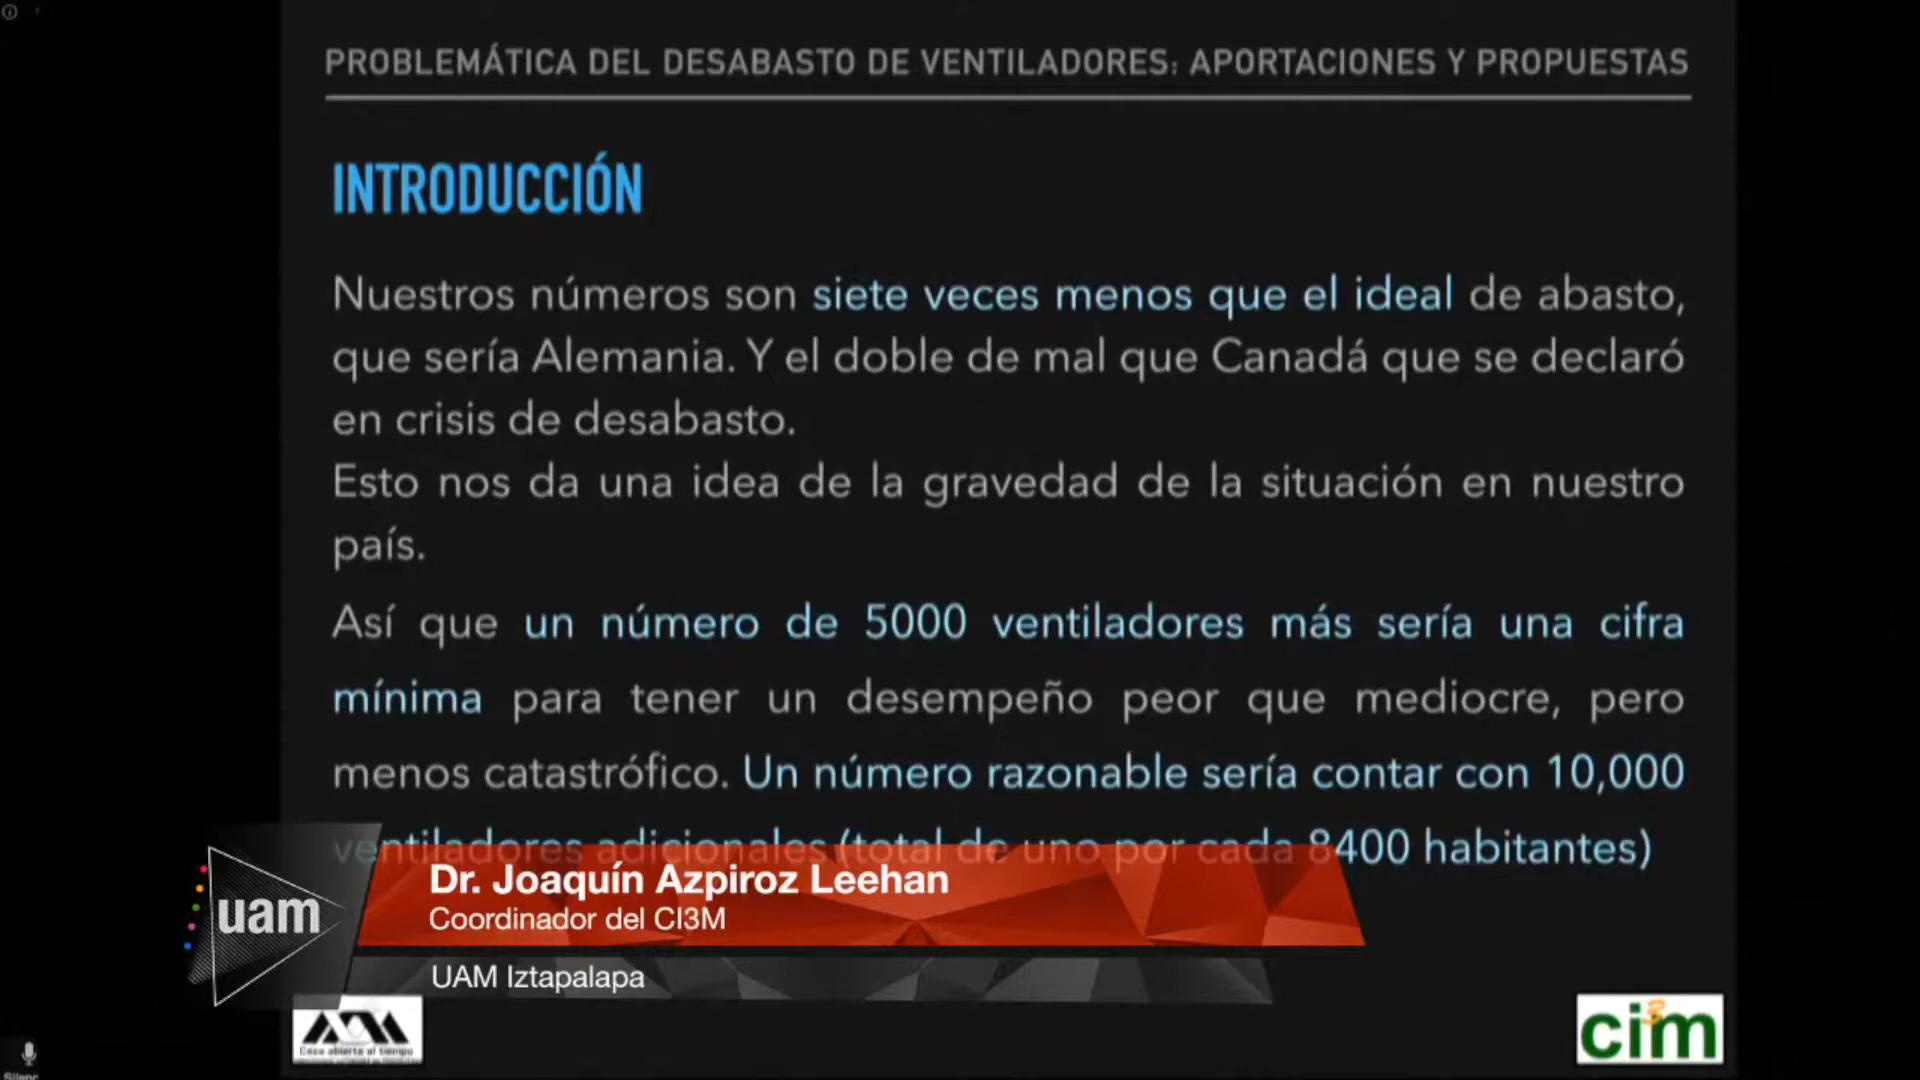 PROBLEMÁTICA DEL DESABASTO DE VENTILADORES: APORTACIONES Y PROPUESTAS
INTRODUCCIÓN
Nuestros números son siete veces menos que el ideal de abasto,
que sería Alemania. Y el doble de mal que Canadá que se declaró
en crisis de desabasto.
Esto nos da una idea de la gravedad de la situación en nuestro
país.
Así que un número de 5000 ventiladores más sería una cifra
mínima para tener un desempeño peor que mediocre, pero
menos catastrófico. Un número razonable sería contar con 10,000
ventiladores adicionales (total de uno por cada 8400 habitantes)
uam
Dr. Joaquín Azpiroz Leehan
Coordinador del CI3M
UAM Iztapalapa
Casa abierta al tiempo
ci3m